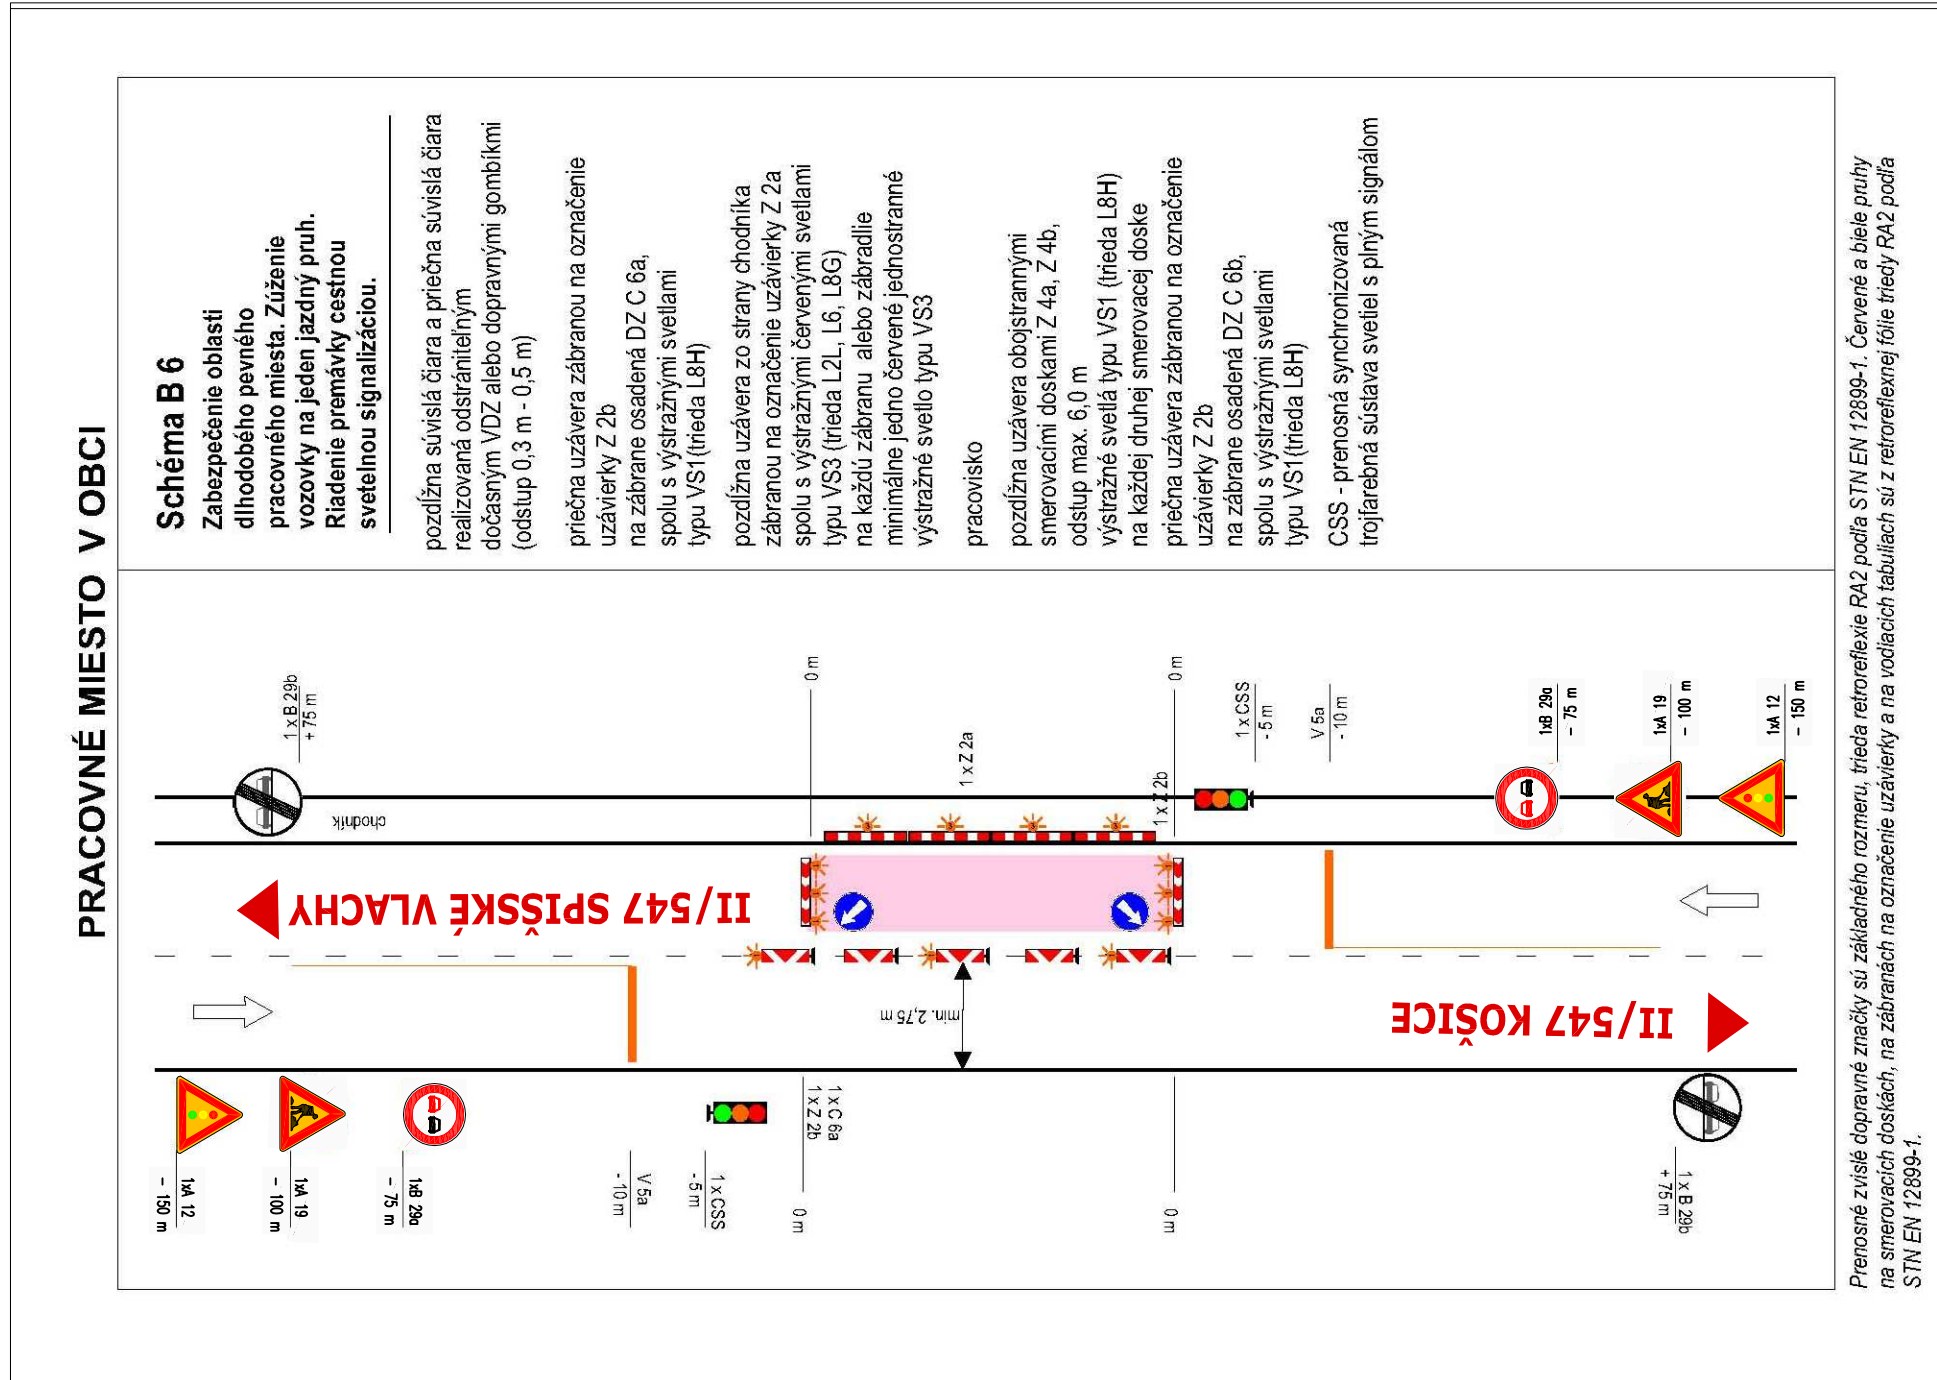 PRACOVNÉ MIESTO V OBCI
Schéma B 6
Zabezpečenie oblasti
dlhodobého pevného
pracovného miesta. Zúženie
vozovky na jeden jazdný pruh.
Riadenie premávky cestnou
svetelnou signalizáciou.
pozdĺžna súvislá čiara a priečna súvislá čiara
realizovaná odstrániteľným
dočasným VDZ alebo dopravnými gombíkmi
(odstup 0,3 m - 0,5 m)
priečna uzávera zábranou na označenie
uzávierky Z 2b
na zábrane osadená DZ C 6a,
spolu s výstražnými svetlami
typu VS1(trieda L8H)
pozdĺžna uzávera zo strany chodníka
zábranou na označenie uzávierky Z 2a
spolu s výstražnými červenými svetlami
typu VS3 (trieda L2L, L6, L8G)
na každú zábranu alebo zábradlie
minimálne jedno červené jednostranné
výstražné svetlo typu VS3
pracovisko
pozdĺžna uzávera obojstrannými
smerovacími doskami Z 4a, Z 4b,
odstup max. 6,0 m
výstražné svetlá typu VS1 (trieda L8H)
na každej druhej smerovacej doske
priečna uzávera zábranou na označenie
uzávierky Z 2b
na zábrane osadená DZ C 6b,
spolu s výstražnými svetlami
typu VS1(trieda L8H)
CSS - prenosná synchronizovaná
trojfarebná sústava svetiel s plným signálom
1 x B 29b
+ 75 m
0 m
1 x Z 2a
1 x Z 2b
0 m
1 x CSS
- 5 m
V 5a
- 10 m
1xB 29a
- 75 m
1xA 19
- 100 m
1xA 12
- 150 m
chodník
II/547 SPIŠSKÉ VLACHY
min. 2,75 m
II/547 KOŠICE
1xA 12
- 150 m
1xA 19
- 100 m
1xB 29a
- 75 m
V 5a
- 10 m
1 x CSS
- 5 m
1 x C 6a
1 x Z 2b
0 m
0 m
1 x B 29b
+ 75 m
Prenosné zvislé dopravné značky sú základného rozmeru, trieda retroreflexie RA2 podľa STN EN 12899-1. Červené a biele pruhy
na smerovacích doskách, na zábranách na označenie uzávierky a na vodiacich tabuliach sú z retroreflexnej fólie triedy RA2 podľa
STN EN 12899-1.